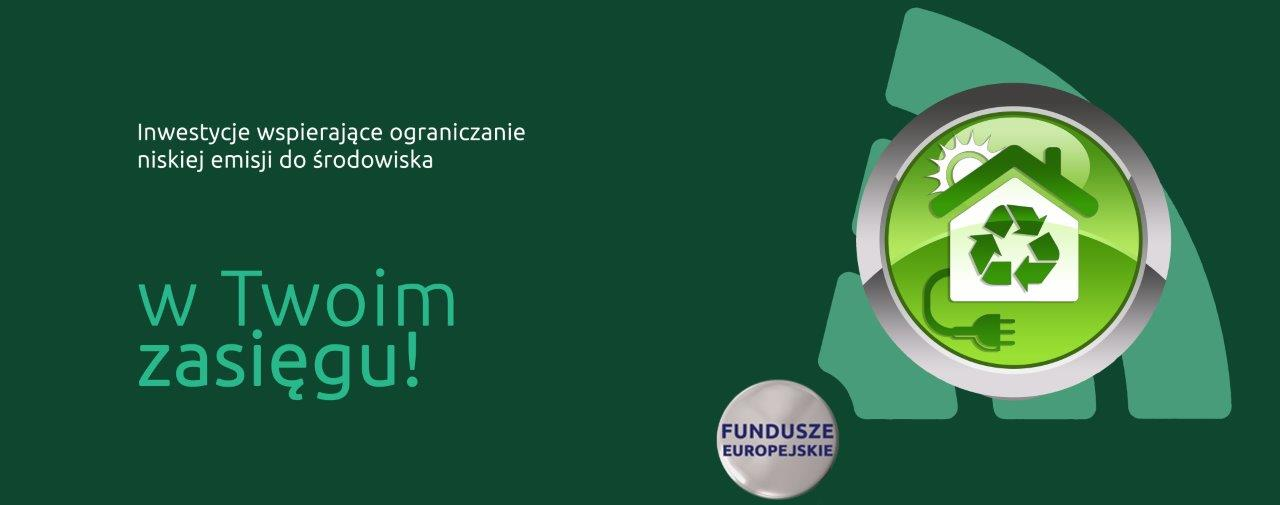 Inwestycje wspierające ograniczanie
niskiej emisji do środowiska
w Twoim
zasięgu!
FUNDUSZE
EUROPEJSKIE